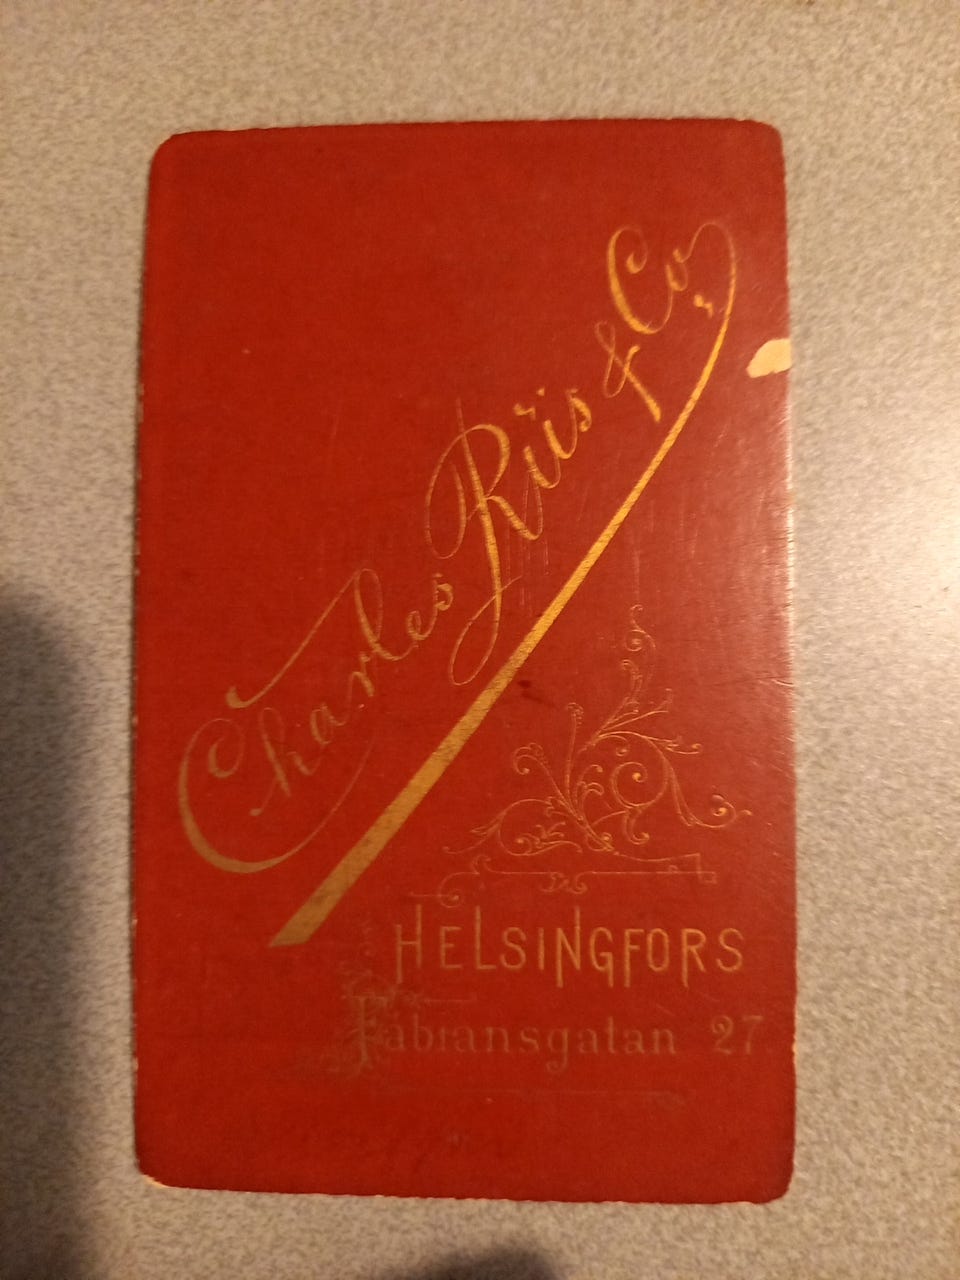 Charles Riis & Co
HELSINGFORS
Fabiansgatan 27